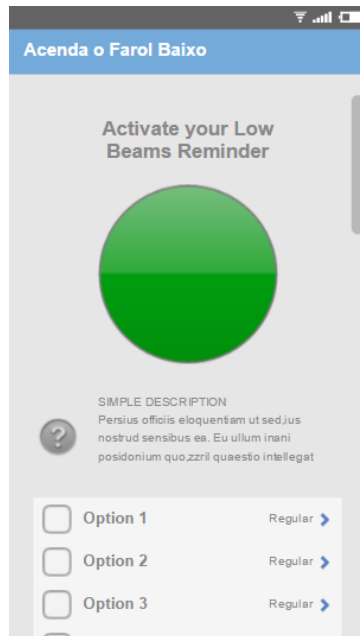 Acenda o Farol Baixo
Activate your Low
Beams Reminder
SIMPLE DESCRIPTION
Persius officiis eloquentiam ut sed,ius
nostrud sensibus ea. Eu ullum inani
posidonium quo,zzril quaestio intellegat
?
Option 1 Regular
Option 2 Regular
Option 3 Regular